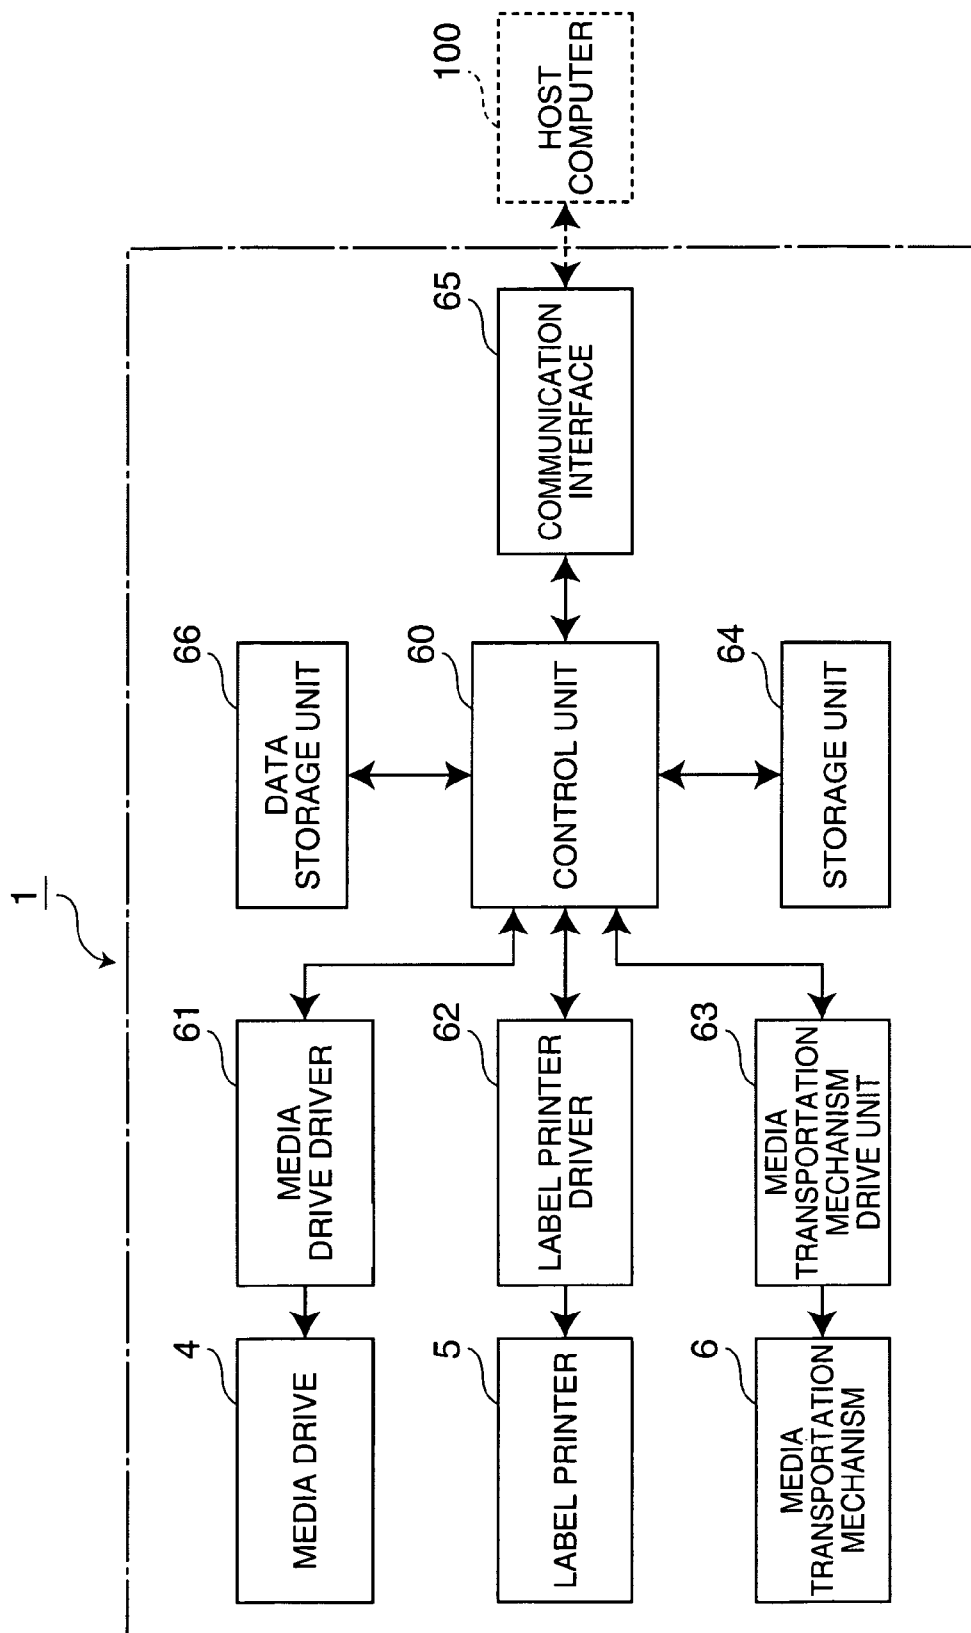 1
100
HOST
COMPUTER
65
COMMUNICATION
INTERFACE
66
DATA
STORAGE UNIT
60
CONTROL UNIT
64
STORAGE UNIT
61
MEDIA
DRIVE DRIVER
62
LABEL PRINTER
DRIVER
63
MEDIA
TRANSPORTATION
MECHANISM
DRIVE UNIT
4
MEDIA DRIVE
5
LABEL PRINTER
6
MEDIA
TRANSPORTATION
MECHANISM